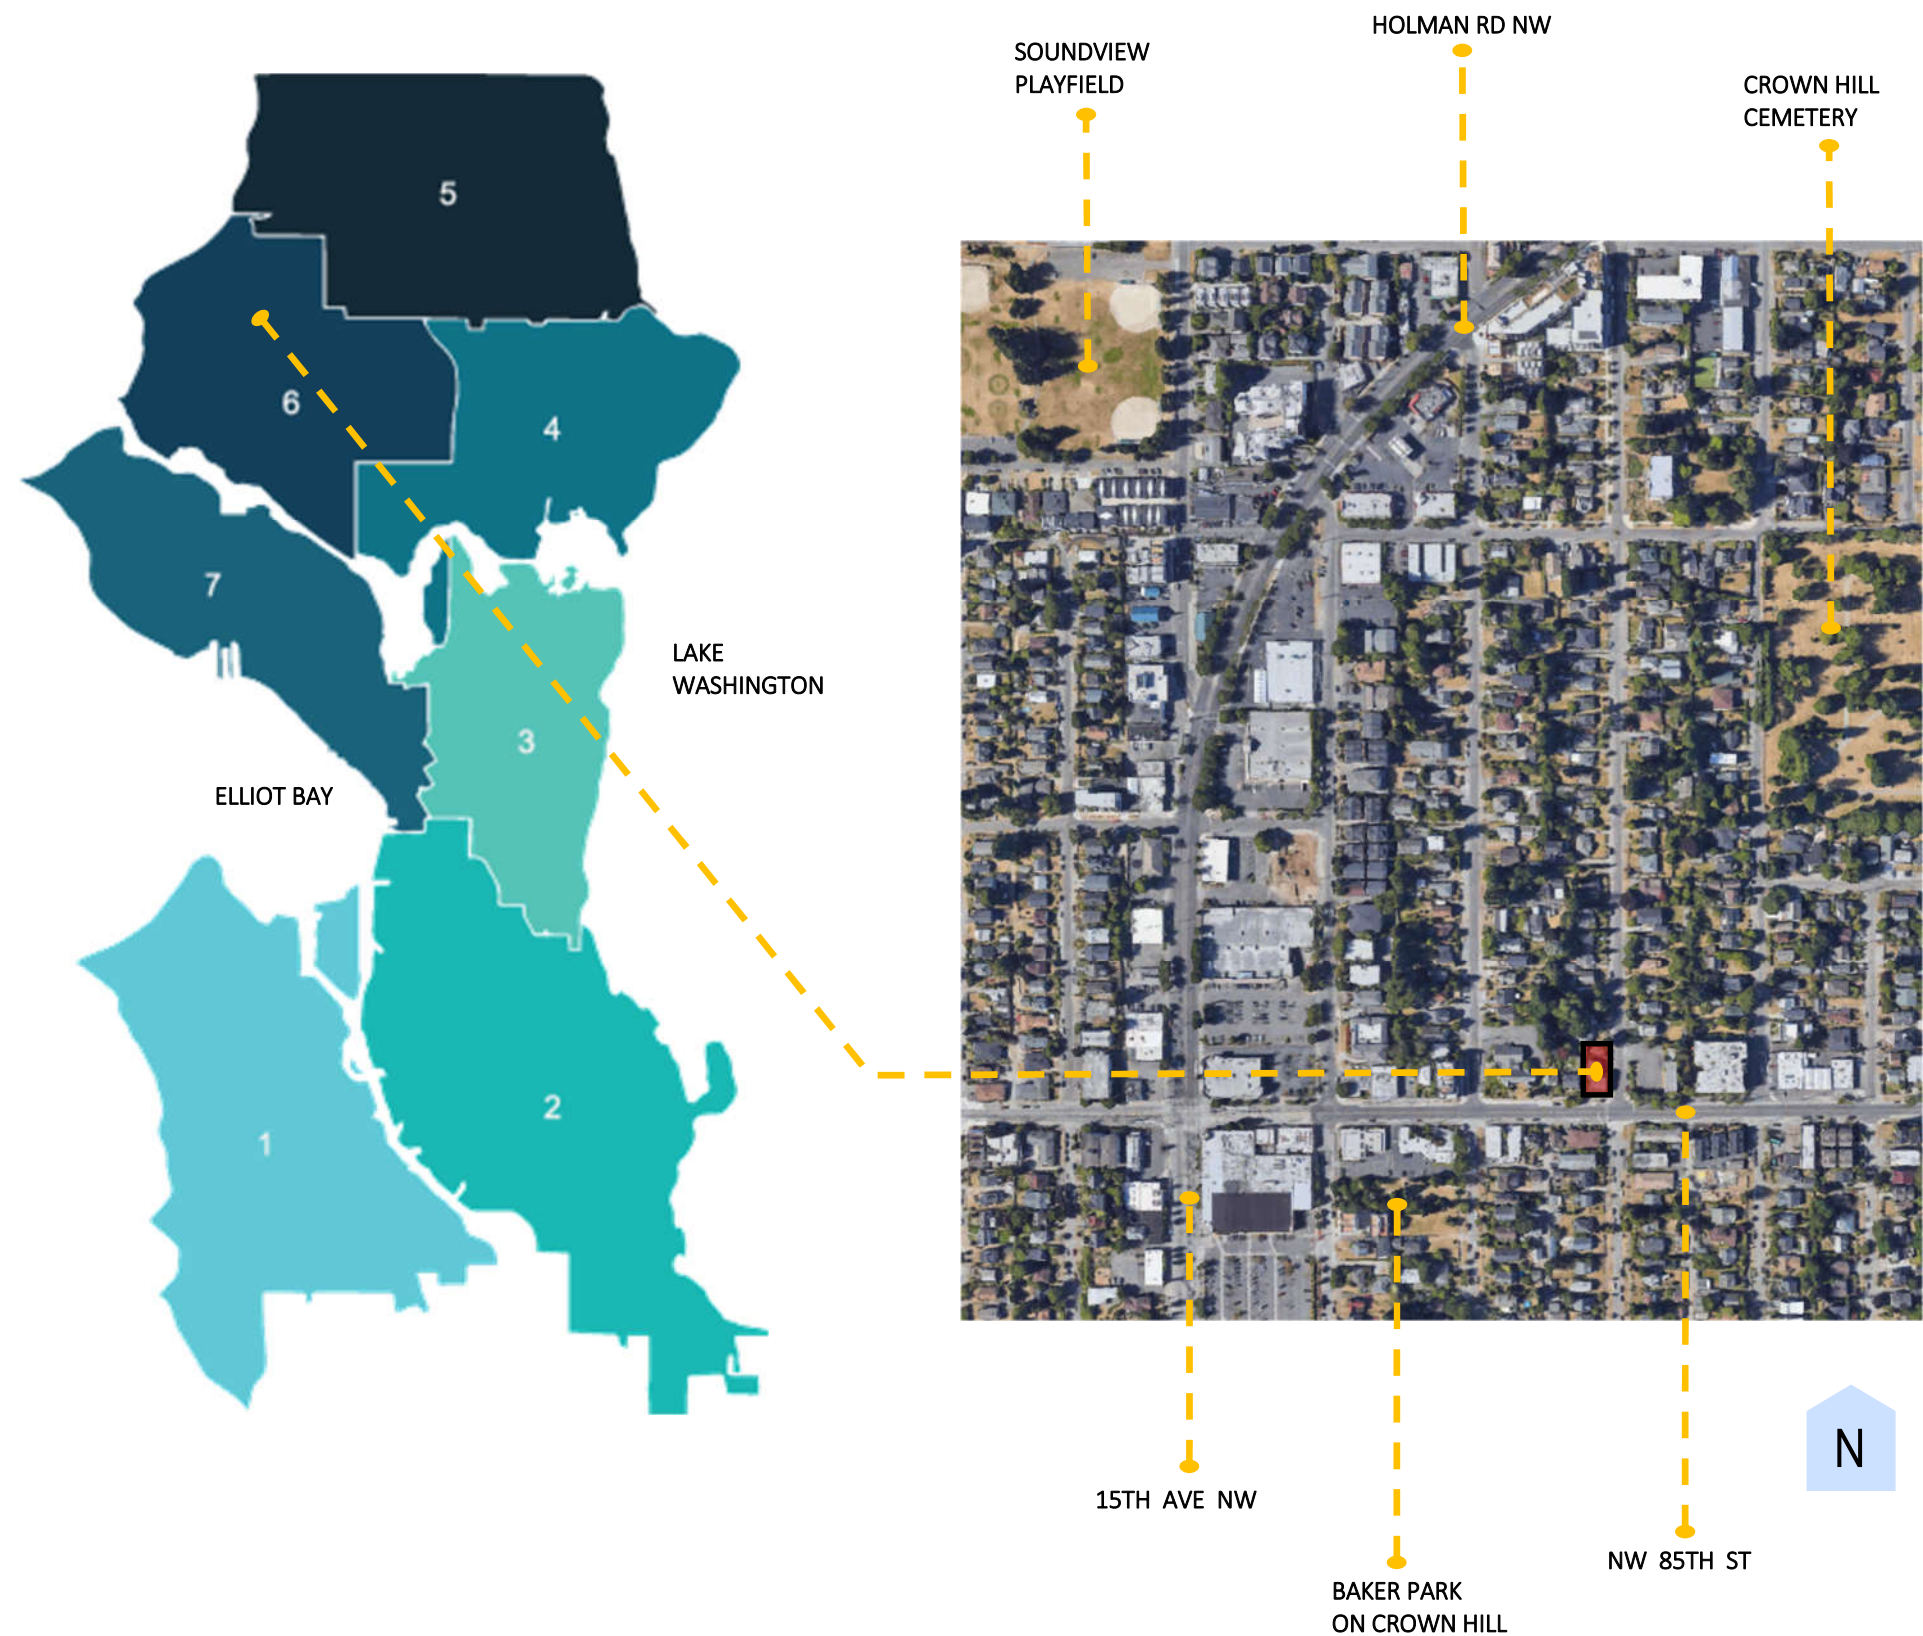 HOLMAN RD NW
SOUNDVIEW
PLAYFIELD
CROWN HILL
CEMETERY
5
6
4
7
LAKE
WASHINGTON
3
ELLIOT BAY
2
1
N
15TH AVE NW
NW 85TH ST
BAKER PARK
ON CROWN HILL